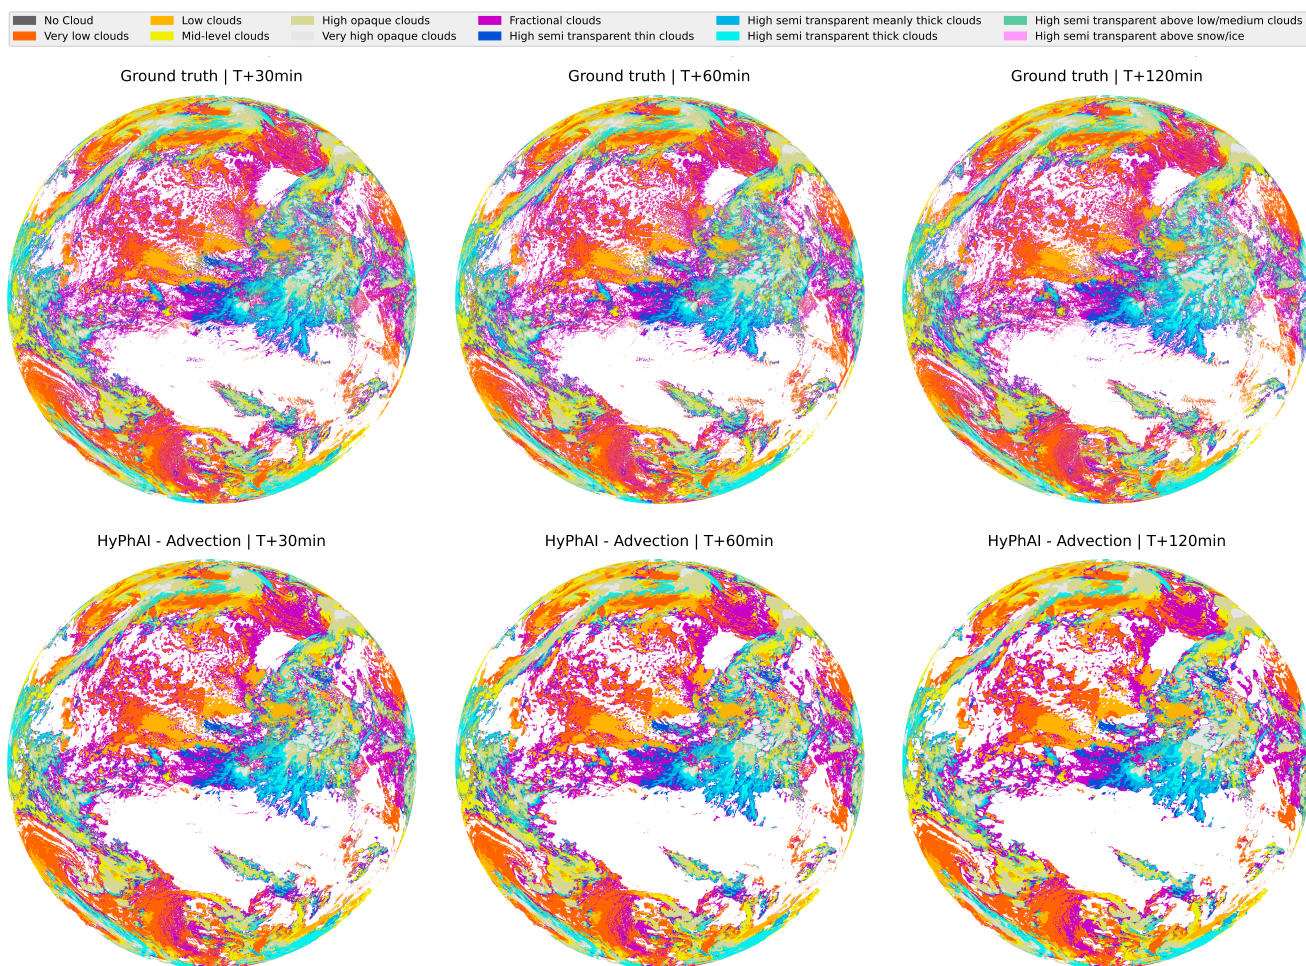 No Cloud Low clouds High opaque clouds Fractional clouds High semi transparent meanly thick clouds High semi transparent above low/medium clouds
Very low clouds Mid-level clouds Very high opaque clouds High semi transparent thin clouds High semi transparent thick clouds High semi transparent above snow/ice
Ground truth | T+30min Ground truth | T+60min Ground truth | T+120min
HyPhAI - Advection | T+30min HyPhAI - Advection | T+60min HyPhAI - Advection | T+120min